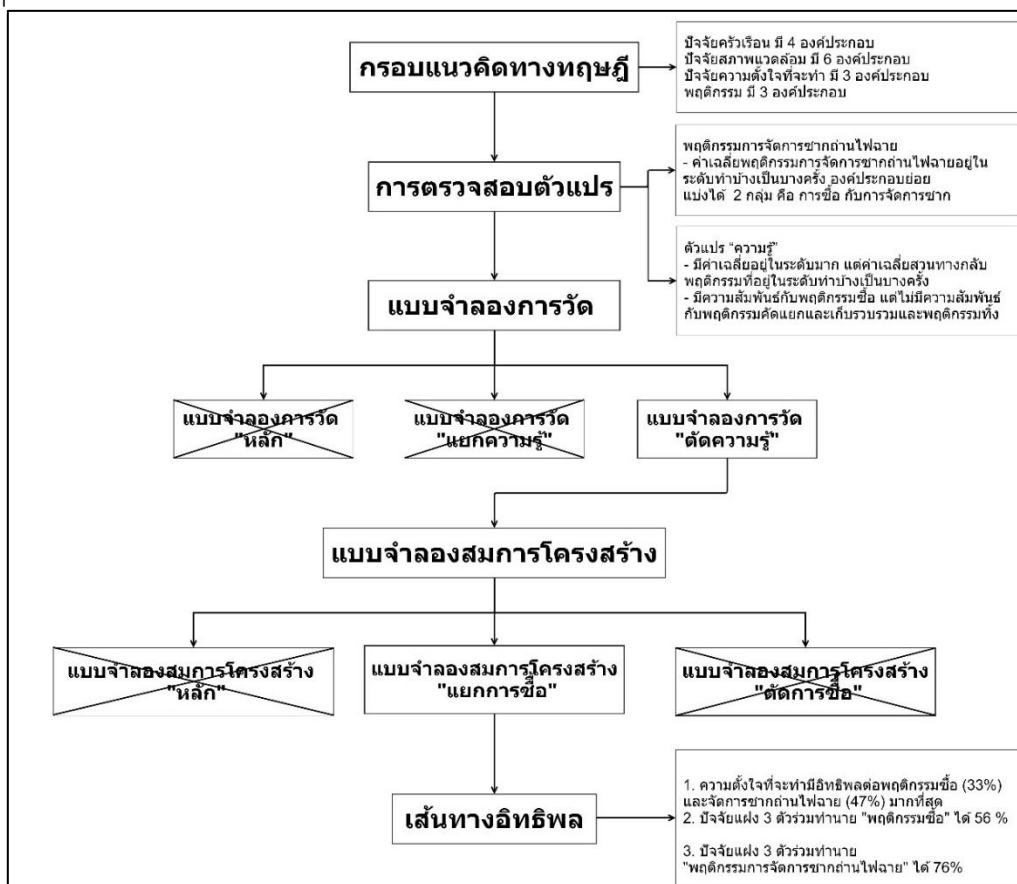 กรอบแนวคิดทางทฤษฎี
ปัจจัยครัวเรือน มี 4 องค์ประกอบ
ปัจจัยสภาพแวดล้อม มี 6 องค์ประกอบ
ปัจจัยความตั้งใจที่จะทำ มี 3 องค์ประกอบ
พฤติกรรม มี 3 องค์ประกอบ
การตรวจสอบตัวแปร
พฤติกรรมการจัดการซากถ่านไฟฉาย
- ค่าเฉลี่ยพฤติกรรมการจัดการซากถ่านไฟฉายอยู่ใน
ระดับทำบ้างเป็นบางครั้ง องค์ประกอบย่อย
แบ่งได้ 2 กลุ่ม คือ การซื้อ กับการจัดการซาก
ตัวแปร "ความรู้"
- มีค่าเฉลี่ยอยู่ในระดับมาก แต่ค่าเฉลี่ยสวนทางกลับ
พฤติกรรมที่อยู่ในระดับทำบ้างเป็นบางครั้ง
- มีความสัมพันธ์กับพฤติกรรมซื้อ แต่ไม่มีความสัมพันธ์
กับพฤติกรรมคัดแยกและเก็บรวบรวมและพฤติกรรมทิ้ง
แบบจำลองการวัด
แบบจำลองการวัด
"หลัก"
แบบจำลองการวัด
"แยกความรู้"
แบบจำลองการวัด
"ตัดความรู้"
แบบจำลองสมการโครงสร้าง
แบบจำลองสมการโครงสร้าง
"หลัก"
แบบจำลองสมการโครงสร้าง
"แยกการซื้อ"
แบบจำลองสมการโครงสร้าง
"ตัดการซื้อ"
เส้นทางอิทธิพล
1. ความตั้งใจที่จะทำมีอิทธิพลต่อพฤติกรรมซื้อ (33%)
และจัดการซากถ่านไฟฉาย (47%) มากที่สุด
2. ปัจจัยแฝง 3 ตัวร่วมทำนาย "พฤติกรรมซื้อ" ได้ 56 %
3. ปัจจัยแฝง 3 ตัวร่วมทำนาย
"พฤติกรรมการจัดการซากถ่านไฟฉาย" ได้ 76%